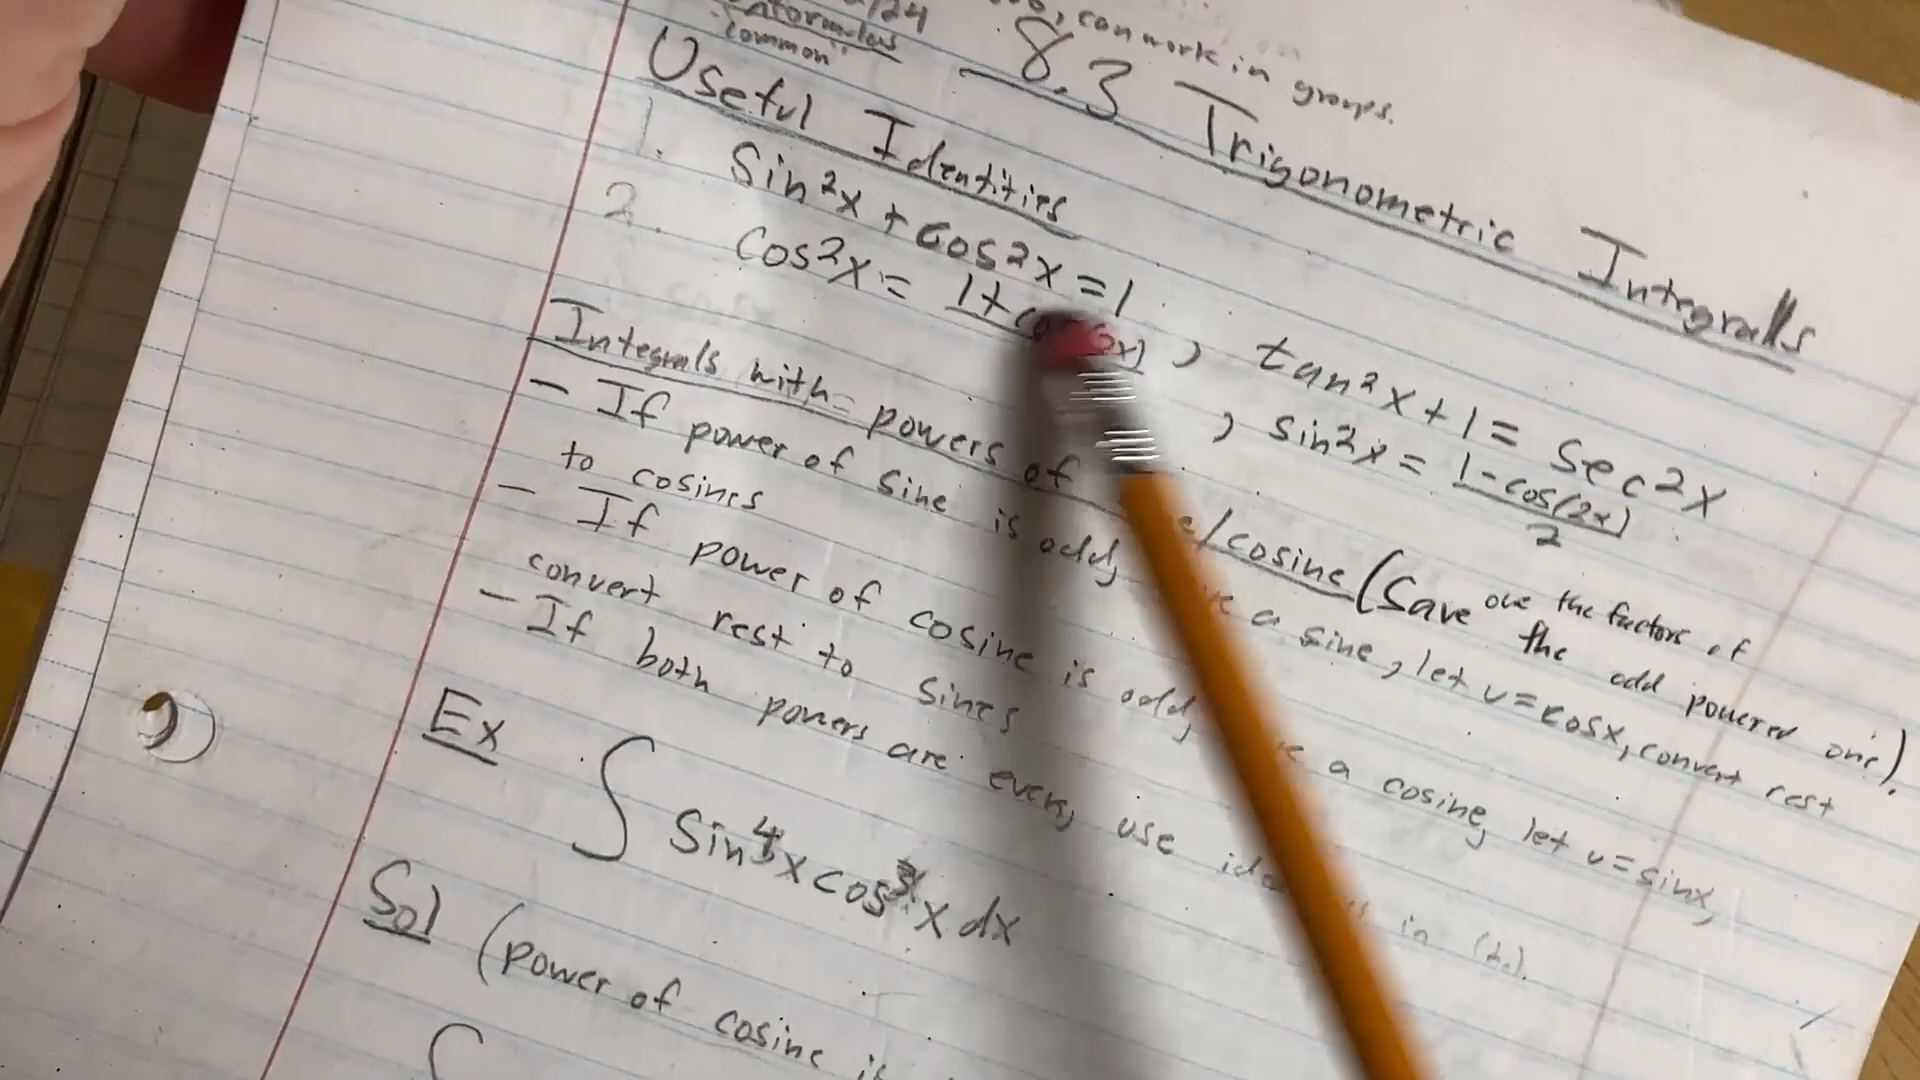 can work in groups.
"common"
8.3 Trigonometric Integrals
Useful Identities
1. Sin²x + cos²x = 1, tan²x + 1 = sec²x
2. cos²x = 1+ , sin²x = 1-cos(2x)/2
Integrals with powers of /cosine (Save one the factors of the odd powered one).
- If power of sine is odd, a sine, let u=cosx, convert rest
to cosines
- If power of cosine is odd, a cosine, let u=sinx,
convert rest to sines
- If both powers are even, use in (2.).
Ex ∫ Sin⁴x cos³x dx
Sol (power of cosine
∫